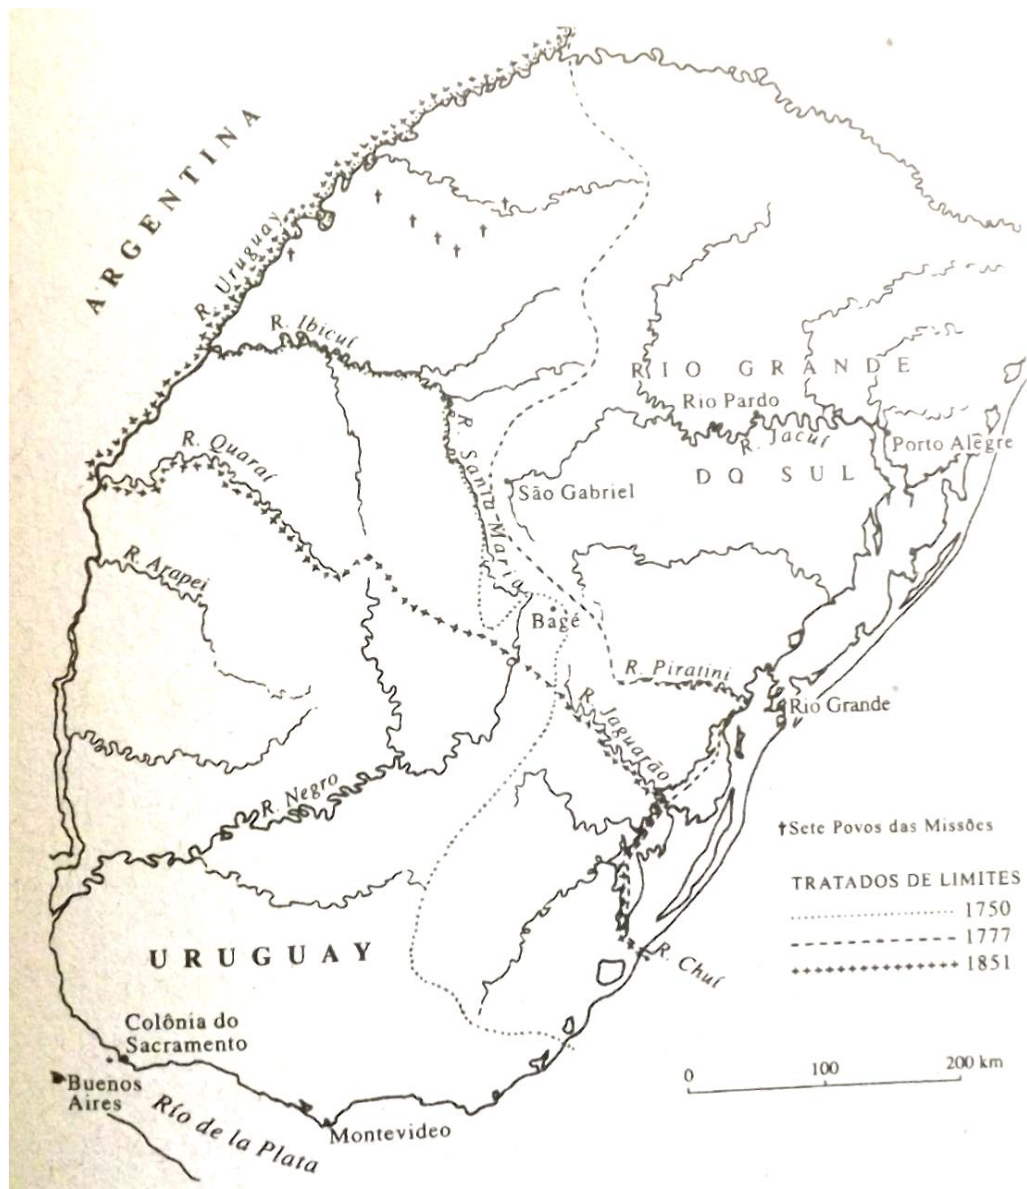 ARGENTINA
R. Uruguay
R. Ibicuí
R. Quaraí
R. Santa Maria
R. Arapei
RIO GRANDE
Rio Pardo
R. Jacuí
Porto Alegre
DO SUL
São Gabriel
Bagé
R. Piratini
Rio Grande
R. Jaguarão
R. Negro
†Sete Povos das Missões
TRATADOS DE LIMITES
1750
1777
1851
URUGUAY
R. Chuí
Colônia do
Sacramento
Buenos
Aires
Río de la Plata
Montevideo
0 100 200 km